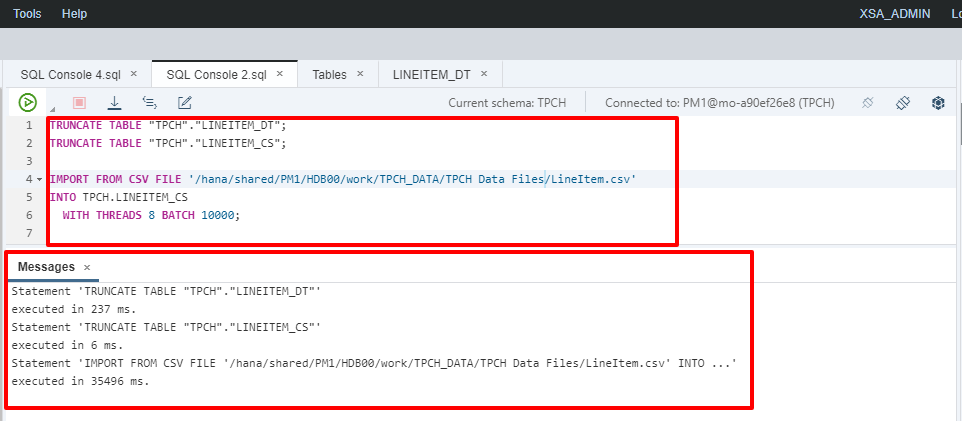 Tools Help XSA_ADMIN Lo
SQL Console 4.sql × SQL Console 2.sql × Tables × LINEITEM_DT ×
Current schema: TPCH Connected to: PM1@mo-a90ef26e8 (TPCH)
1 TRUNCATE TABLE "TPCH"."LINEITEM_DT";
2 TRUNCATE TABLE "TPCH"."LINEITEM_CS";
3
4 IMPORT FROM CSV FILE '/hana/shared/PM1/HDB00/work/TPCH_DATA/TPCH Data Files/LineItem.csv'
5 INTO TPCH.LINEITEM_CS
6 WITH THREADS 8 BATCH 10000;
7
Messages ×
Statement 'TRUNCATE TABLE "TPCH"."LINEITEM_DT"'
executed in 237 ms.
Statement 'TRUNCATE TABLE "TPCH"."LINEITEM_CS"'
executed in 6 ms.
Statement 'IMPORT FROM CSV FILE '/hana/shared/PM1/HDB00/work/TPCH_DATA/TPCH Data Files/LineItem.csv' INTO ...'
executed in 35496 ms.